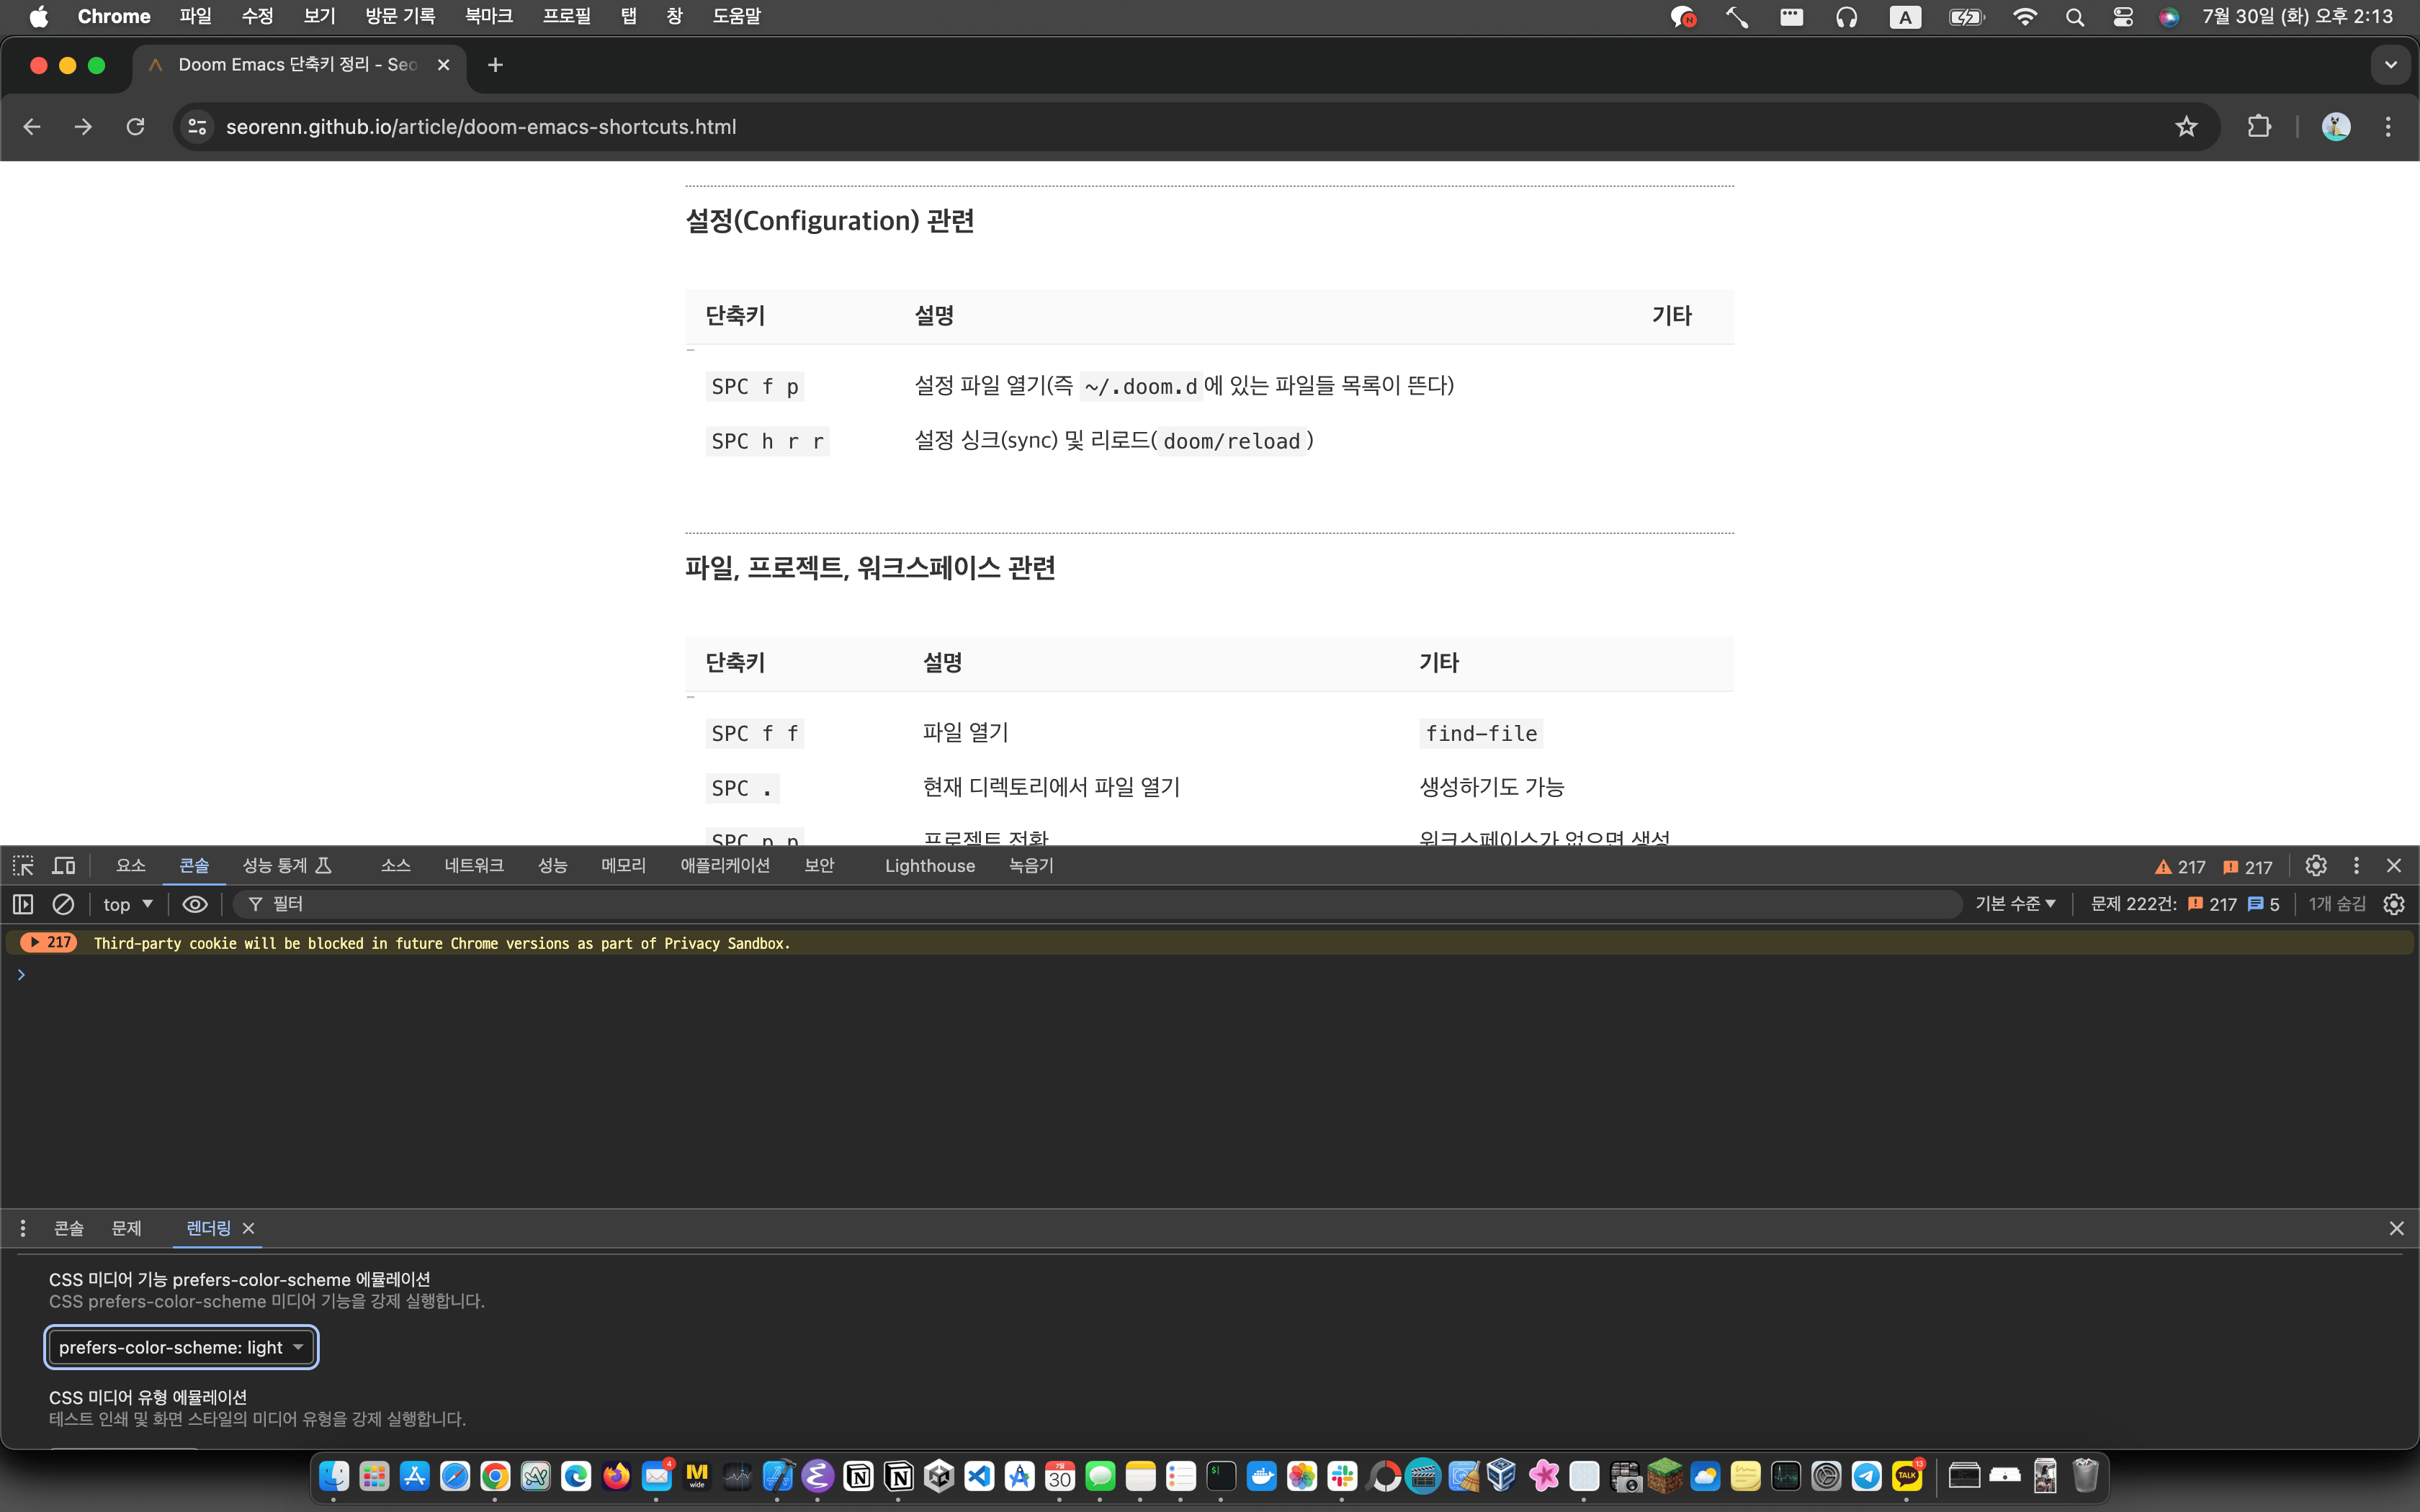 Chrome 파일 수정 보기 방문 기록 북마크 프로필 탭 창 도움말 A 7월 30일 (화) 오후 2:13
Doom Emacs 단축키 정리 - Seo
seorenn.github.io/article/doom-emacs-shortcuts.html
설정(Configuration) 관련
단축키 설명 기타
SPC f p 설정 파일 열기(즉 ~/.doom.d에 있는 파일들 목록이 뜬다)
SPC h r r 설정 싱크(sync) 및 리로드(doom/reload)
파일, 프로젝트, 워크스페이스 관련
단축키 설명 기타
SPC f f 파일 열기 find-file
SPC . 현재 디렉토리에서 파일 열기 생성하기도 가능
SPC p p 프로젝트 전환 워크스페이스가 없으면 생성
요소 콘솔 성능 통계 소스 네트워크 성능 메모리 애플리케이션 보안 Lighthouse 녹음기 217 217
top 필터 기본 수준 문제 222건: 217 5 1개 숨김
217 Third-party cookie will be blocked in future Chrome versions as part of Privacy Sandbox.
콘솔 문제 렌더링
CSS 미디어 기능 prefers-color-scheme 에뮬레이션
CSS prefers-color-scheme 미디어 기능을 강제 실행합니다.
prefers-color-scheme: light
CSS 미디어 유형 에뮬레이션
테스트 인쇄 및 화면 스타일의 미디어 유형을 강제 실행합니다.
4 M wide 7월 30 TALK 13